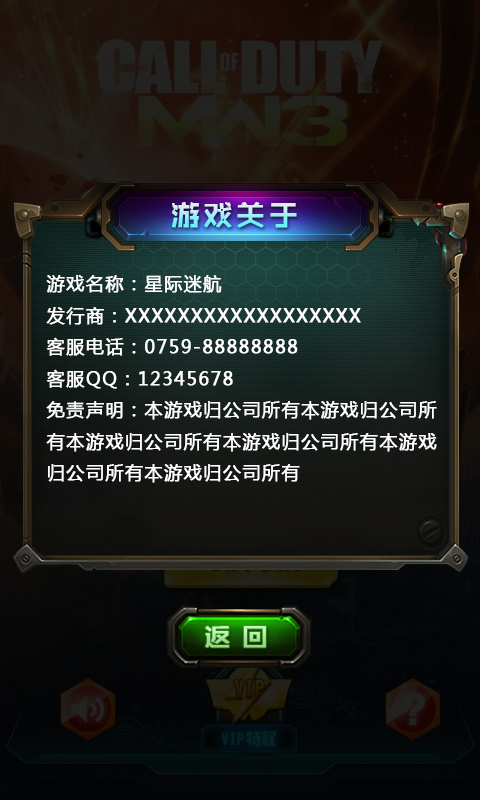 CALL OF DUTY
MW3
游戏关于
游戏名称：星际迷航
发行商：XXXXXXXXXXXXXXXXXX
客服电话：0759-88888888
客服QQ：12345678
免责声明：本游戏归公司所有本游戏归公司所
有本游戏归公司所有本游戏归公司所有本游戏
归公司所有本游戏归公司所有
返回
VIP
VIP特权